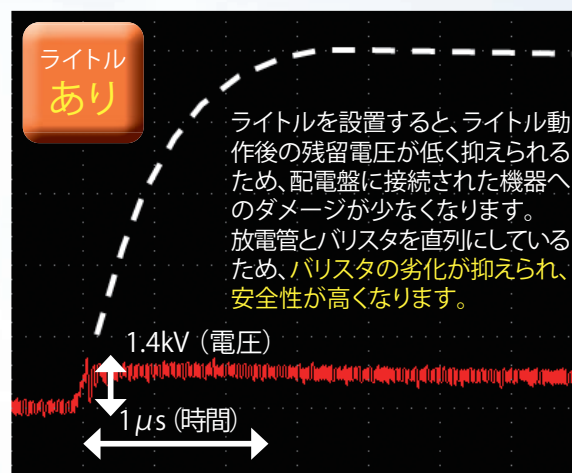 ライトル
あり
ライトルを設置すると、ライトル動
作後の残留電圧が低く抑えられる
ため、配電盤に接続された機器へ
のダメージが少なくなります。
放電管とバリスタを直列にしている
ため、バリスタの劣化が抑えられ、
安全性が高くなります。
1.4kV（電圧）
1μs（時間）